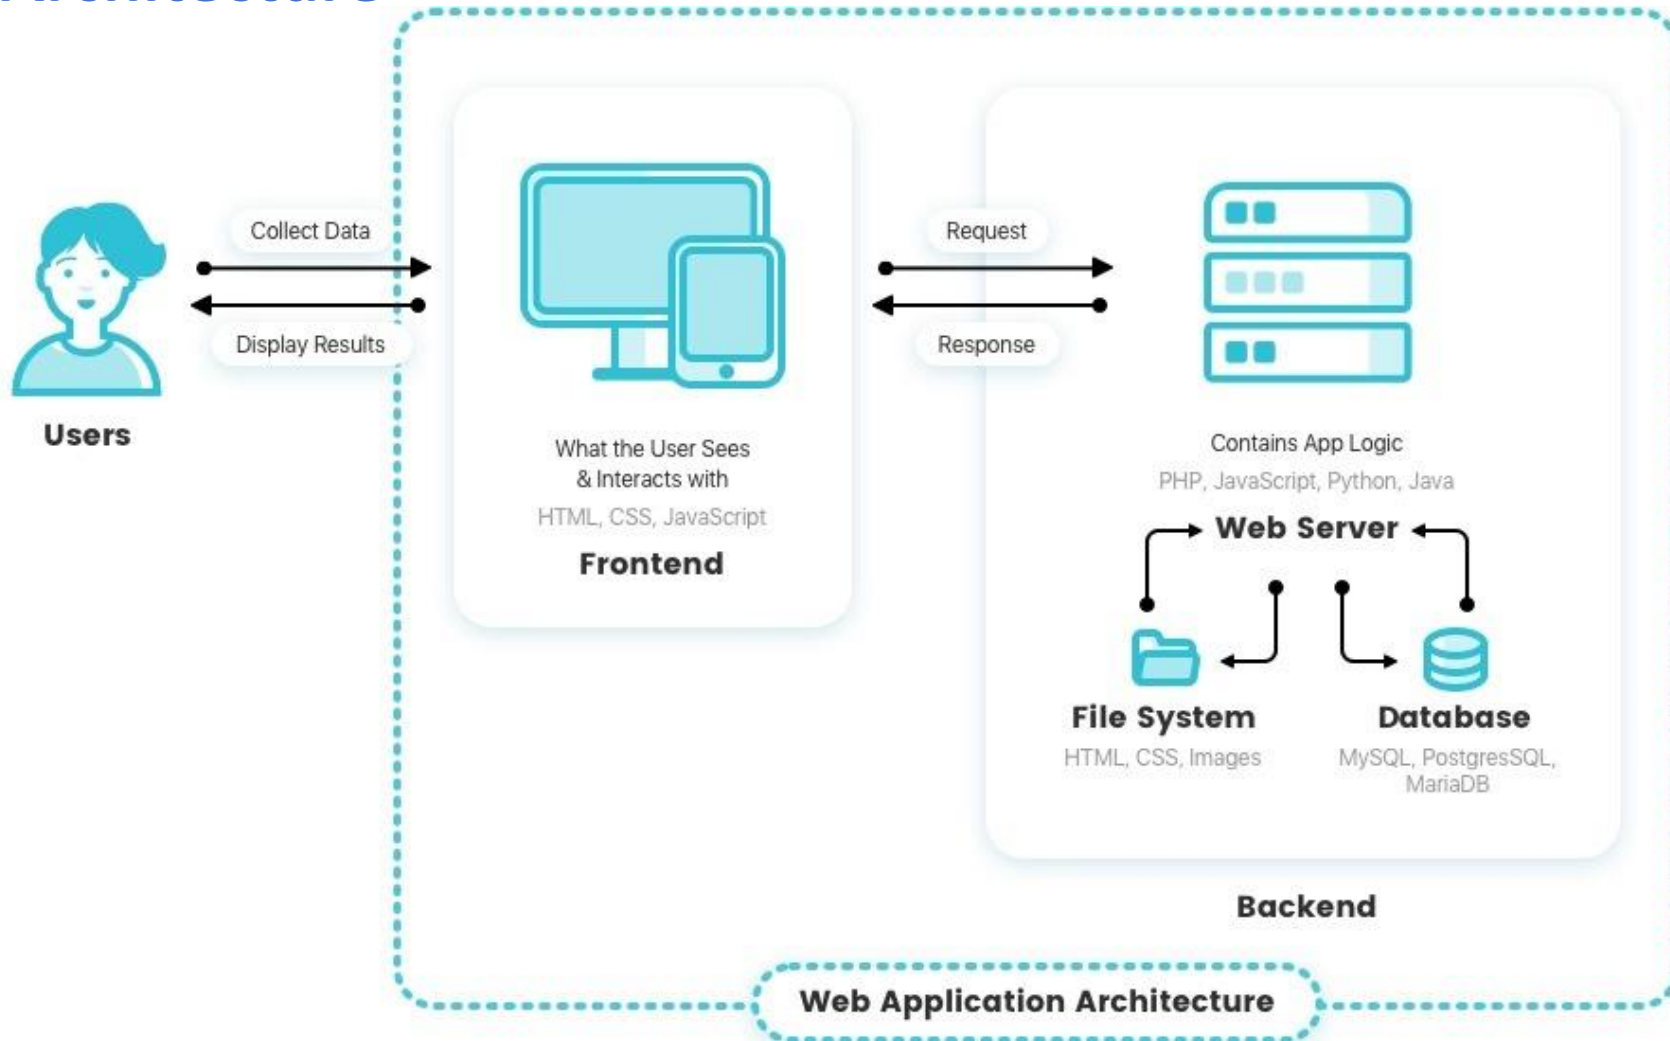 Architecture
Collect Data
Display Results
Users
What the User Sees
& Interacts with
HTML, CSS, JavaScript
Frontend
Request
Response
Contains App Logic
PHP, JavaScript, Python, Java
Web Server
File System
HTML, CSS, Images
Database
MySQL, PostgresSQL,
MariaDB
Backend
Web Application Architecture